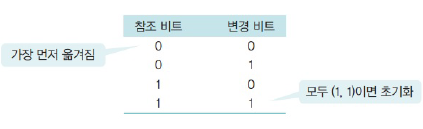 참조 비트 변경 비트
가장 먼저 옮겨짐
0 0
0 1
1 0
1 1
모두 (1, 1)이면 초기화